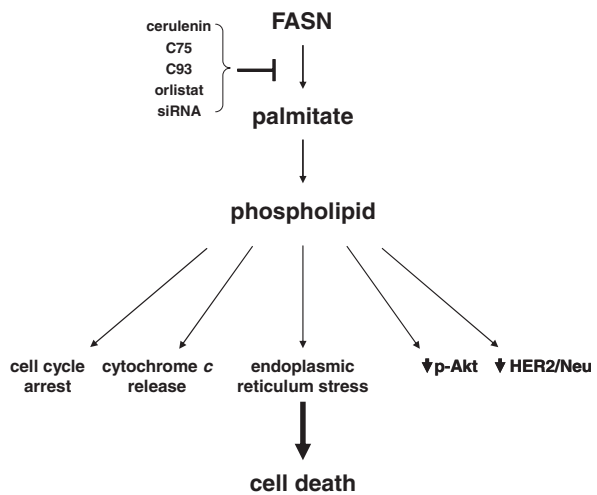 cerulenin
C75
C93
orlistat
siRNA
FASN
palmitate
phospholipid
cell cycle
arrest
cytochrome c
release
endoplasmic
reticulum stress
p-Akt
HER2/Neu
cell death